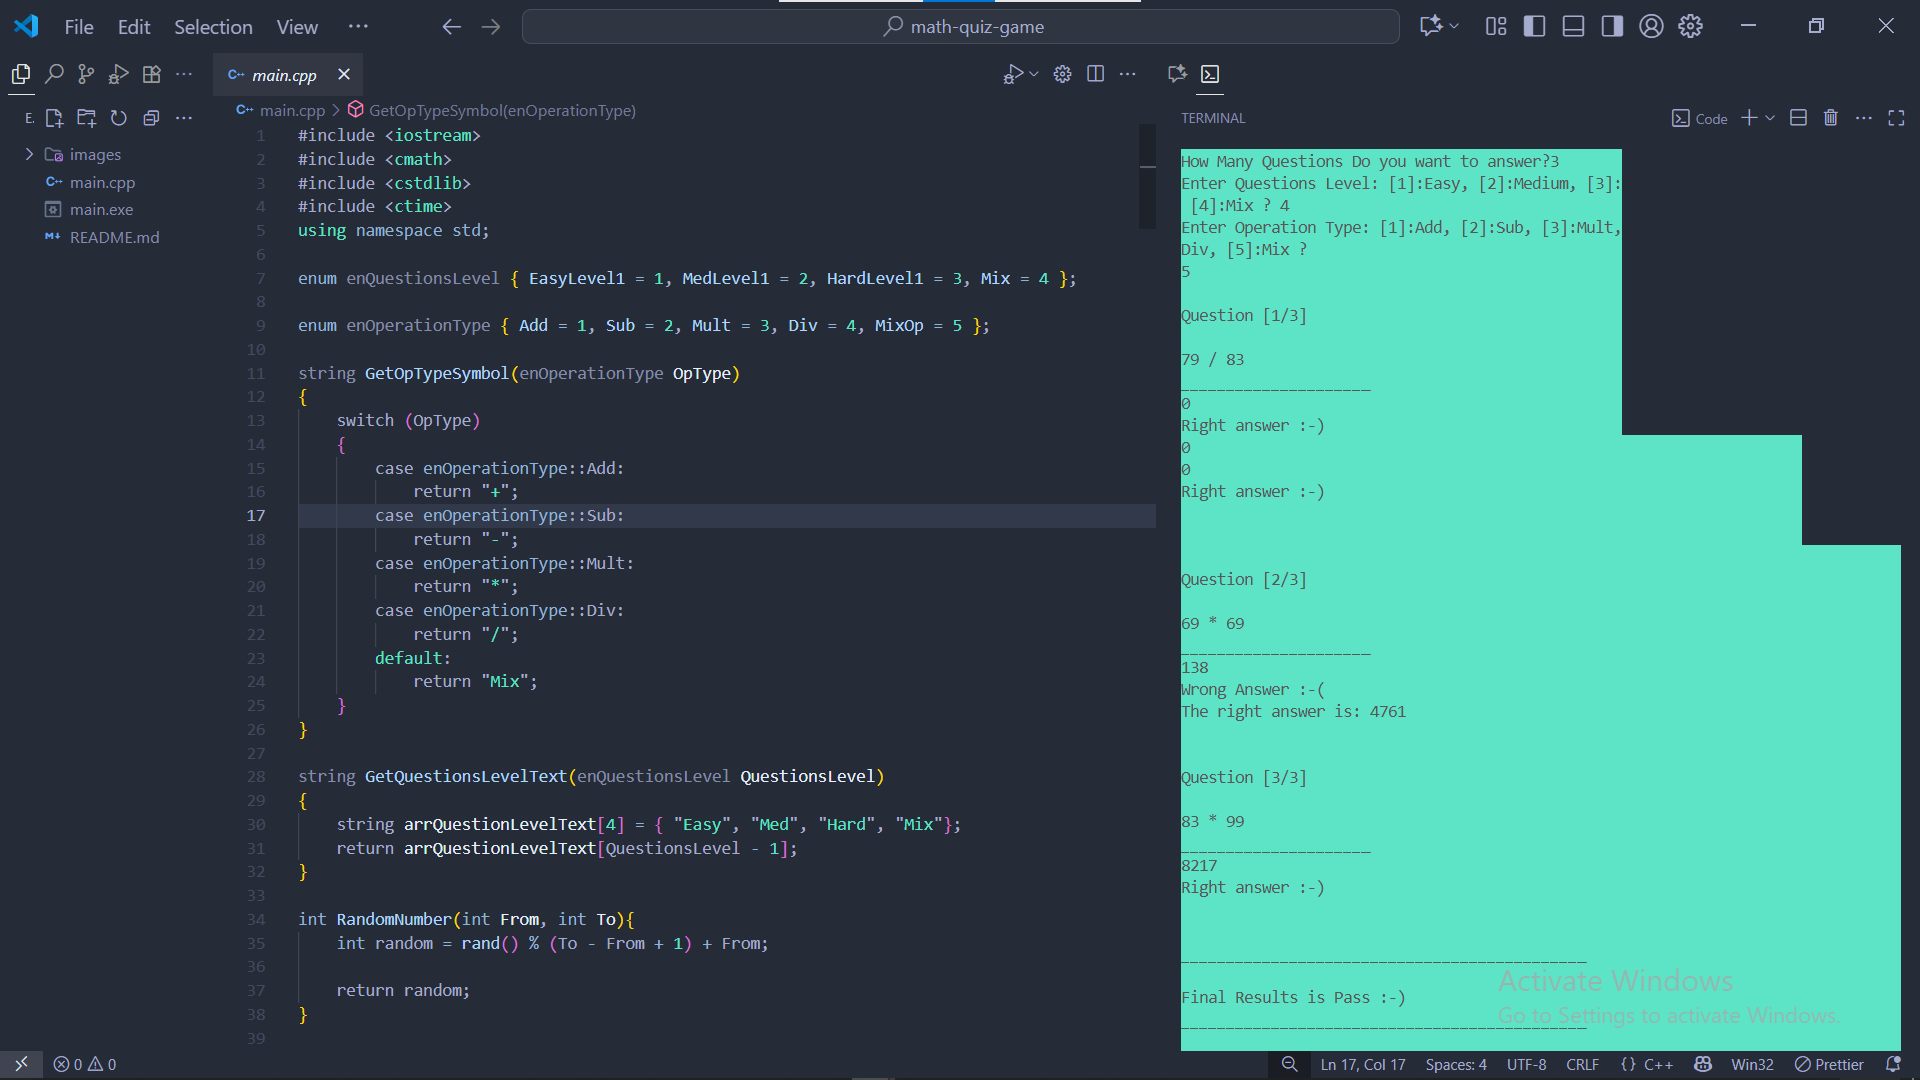 File Edit Selection View ···
math-quiz-game
main.cpp
E.
images
main.cpp
main.exe
README.md
main.cpp > GetOpTypeSymbol(enOperationType)
1 #include <iostream>
2 #include <cmath>
3 #include <cstdlib>
4 #include <ctime>
5 using namespace std;
6
7 enum enQuestionsLevel { EasyLevel1 = 1, MedLevel1 = 2, HardLevel1 = 3, Mix = 4 };
8
9 enum enOperationType { Add = 1, Sub = 2, Mult = 3, Div = 4, MixOp = 5 };
10
11 string GetOpTypeSymbol(enOperationType OpType)
12 {
13 switch (OpType)
14 {
15 case enOperationType::Add:
16 return "+";
17 case enOperationType::Sub:
18 return "-";
19 case enOperationType::Mult:
20 return "*";
21 case enOperationType::Div:
22 return "/";
23 default:
24 return "Mix";
25 }
26 }
27
28 string GetQuestionsLevelText(enQuestionsLevel QuestionsLevel)
29 {
30 string arrQuestionLevelText[4] = { "Easy", "Med", "Hard", "Mix"};
31 return arrQuestionLevelText[QuestionsLevel - 1];
32 }
33
34 int RandomNumber(int From, int To){
35 int random = rand() % (To - From + 1) + From;
36
37 return random;
38 }
39
TERMINAL
Code
How Many Questions Do you want to answer?3
Enter Questions Level: [1]:Easy, [2]:Medium, [3]:
[4]:Mix ? 4
Enter Operation Type: [1]:Add, [2]:Sub, [3]:Mult,
Div, [5]:Mix ?
5
Question [1/3]
79 / 83
_____________________
0
Right answer :-)
0
0
Right answer :-)
Question [2/3]
69 * 69
_____________________
138
Wrong Answer :-(
The right answer is: 4761
Question [3/3]
83 * 99
_____________________
8217
Right answer :-)
_____________________________________________
Final Results is Pass :-)
_____________________________________________
Activate Windows
Go to Settings to activate Windows.
0 0
Ln 17, Col 17 Spaces: 4 UTF-8 CRLF {} C++ Win32 Prettier